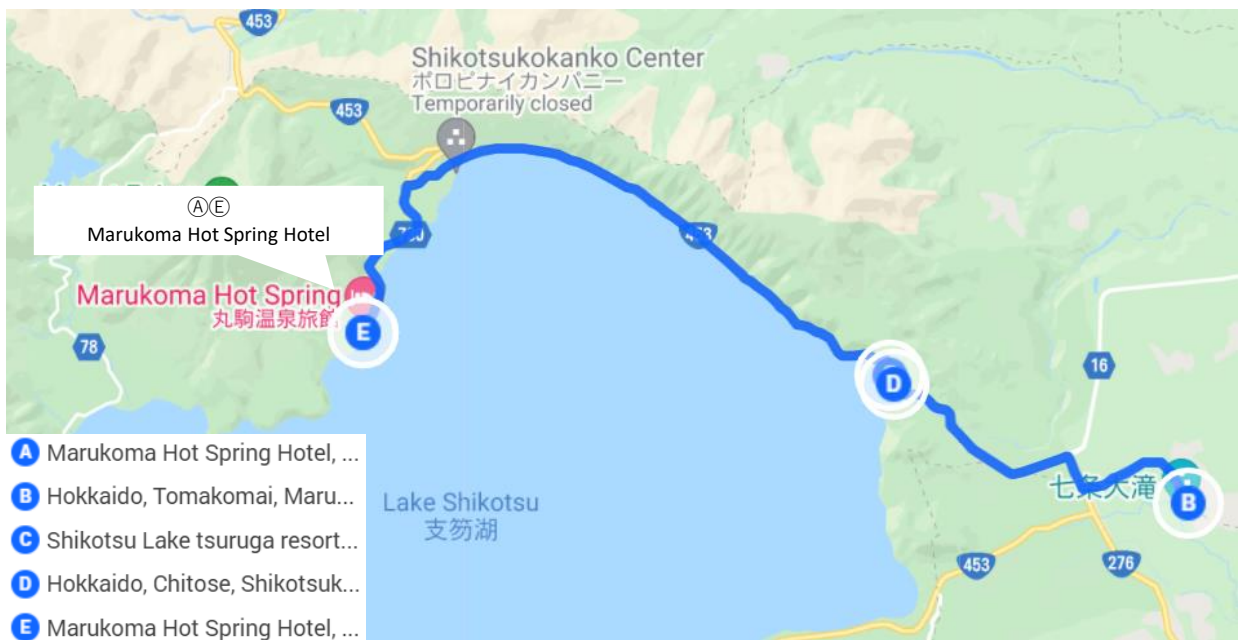 453
Shikotsukokanko Center
ポロピナイカンパニー
Temporarily closed
453
ⒶⒺ
Marukoma Hot Spring Hotel
453
Marukoma Hot Spring
丸駒温泉旅館
E
78
16
D
A Marukoma Hot Spring Hotel, ...
B Hokkaido, Tomakomai, Maru...
C Shikotsu Lake tsuruga resort...
D Hokkaido, Chitose, Shikotsuk...
E Marukoma Hot Spring Hotel, ...
Lake Shikotsu
支笏湖
七条大滝
B
453
276